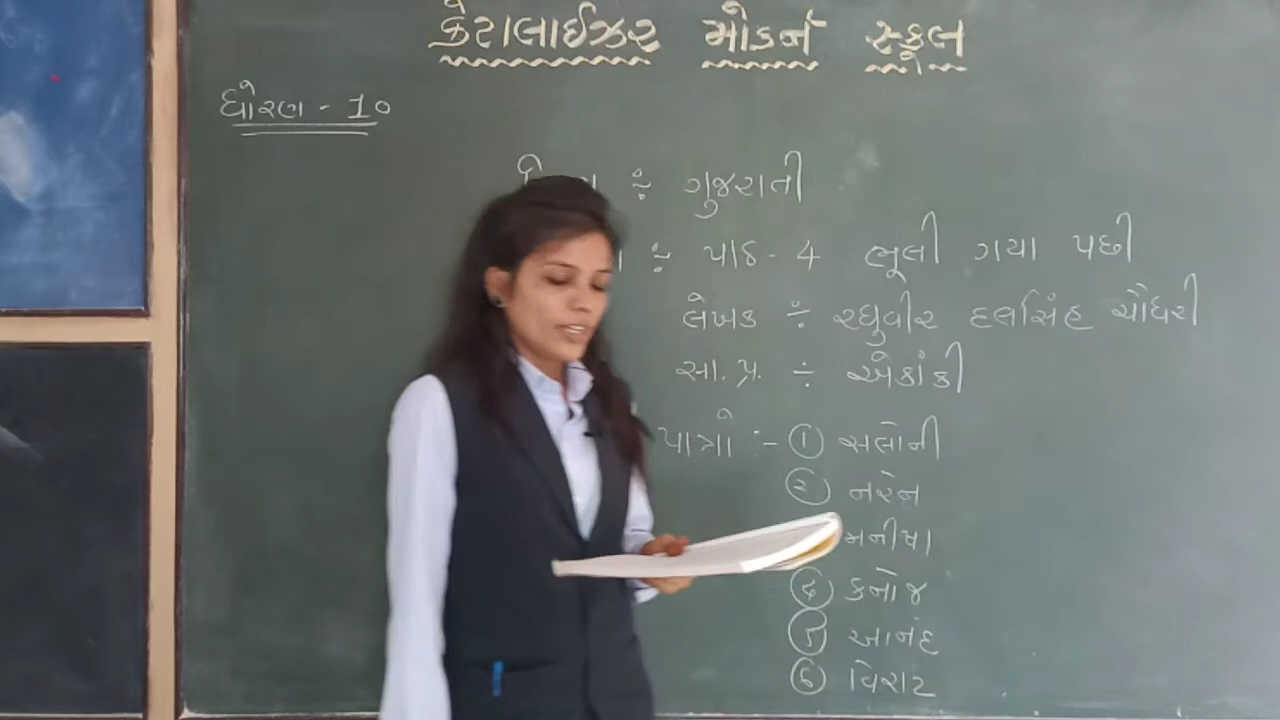 કેટાલાઈઝર મોડર્ન સ્કૂલ
ધોરણ - 10
ગુજરાતી
પાઠ - 4 ભૂલી ગયા પછી
લેખક ÷ રઘુવીર દલસિંહ ચૌધરી
સા. પ્ર. ÷ એકાંકી
પાત્રો :- ① સલોની
② નરેન
મનીષા
④ કનોજ
⑤ આનંદ
⑥ વિરાટ